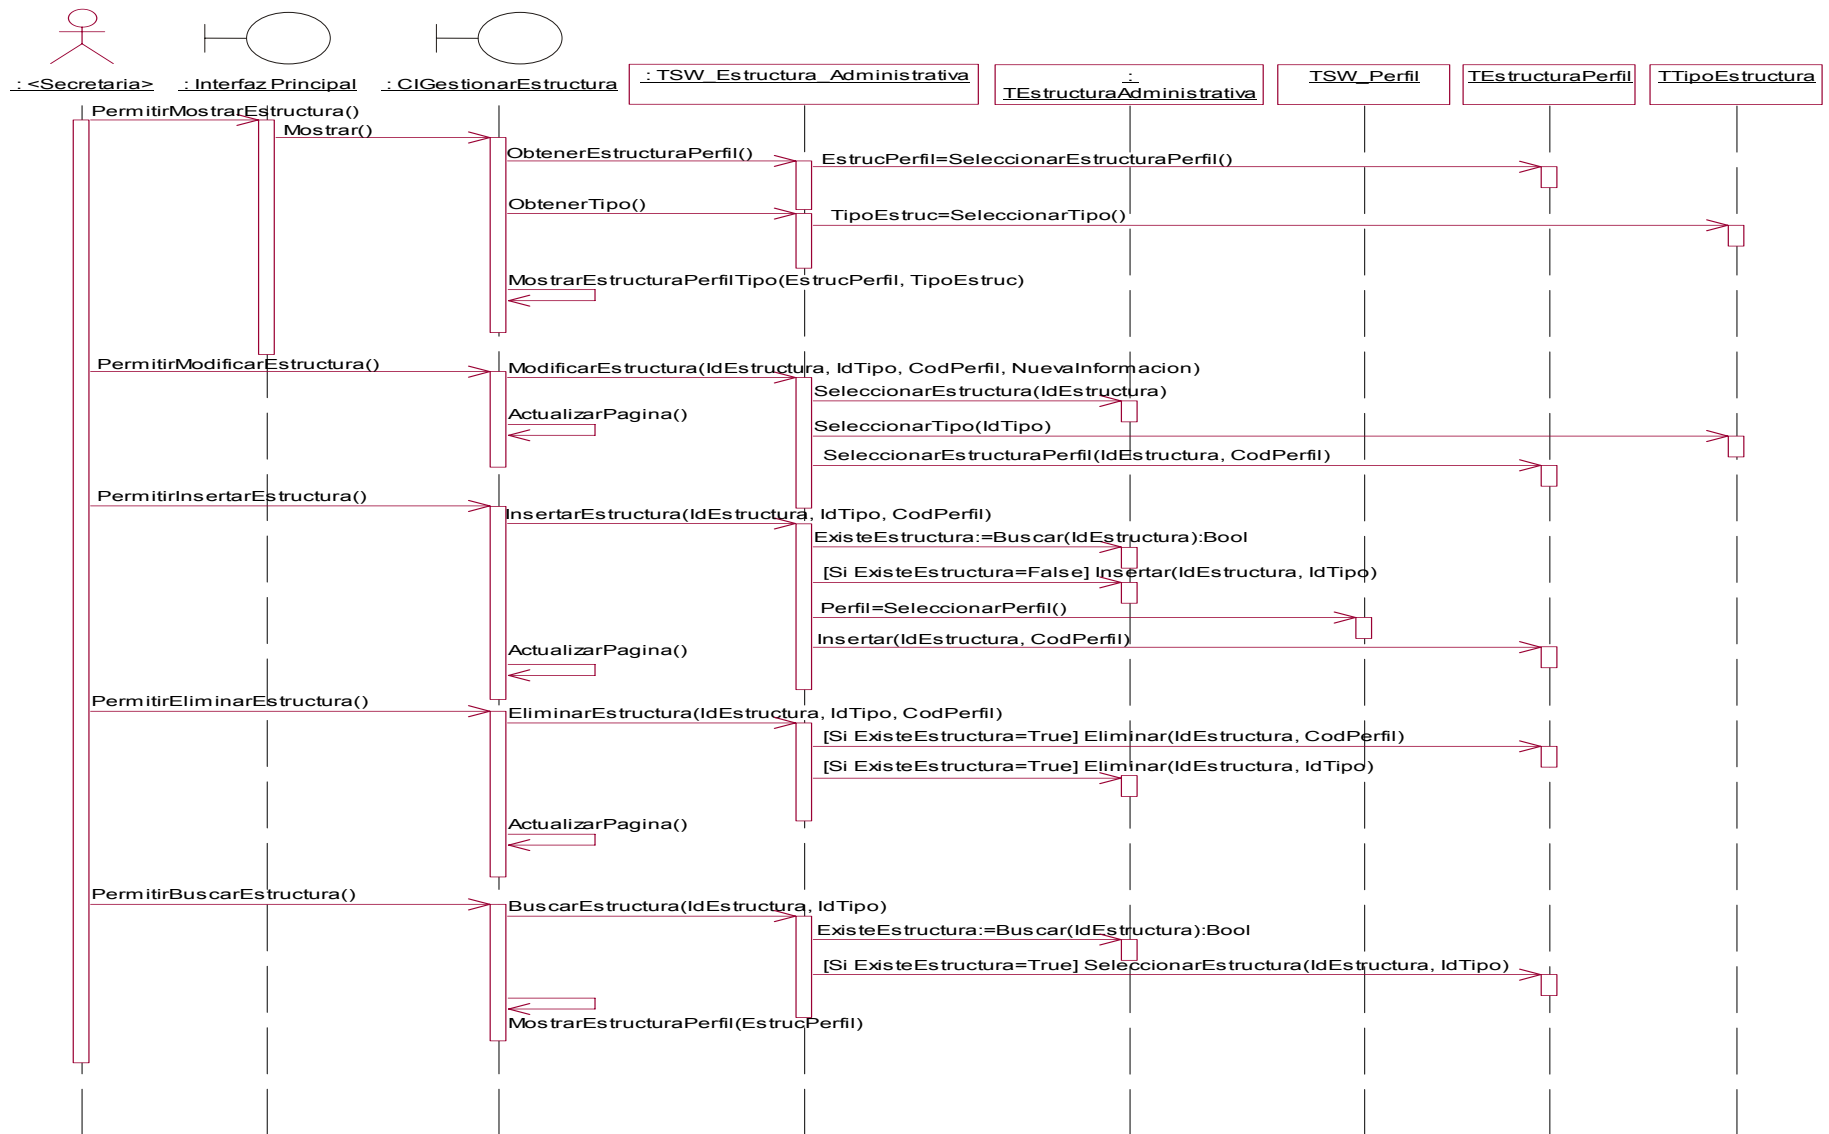 : <Secretaria>
: Interfaz Principal
: CIGestionarEstructura
: TSW_Estructura_Administrativa
:
TEstructuraAdministrativa
TSW_Perfil
TEstructuraPerfil
TTipoEstructura
PermitirMostrarEstructura()
Mostrar()
ObtenerEstructuraPerfil()
EstrucPerfil=SeleccionarEstructuraPerfil()
ObtenerTipo()
TipoEstruc=SeleccionarTipo()
MostrarEstructuraPerfilTipo(EstrucPerfil, TipoEstruc)
PermitirModificarEstructura()
ModificarEstructura(IdEstructura, IdTipo, CodPerfil, NuevaInformacion)
SeleccionarEstructura(IdEstructura)
ActualizarPagina()
SeleccionarTipo(IdTipo)
SeleccionarEstructuraPerfil(IdEstructura, CodPerfil)
PermitirInsertarEstructura()
InsertarEstructura(IdEstructura, IdTipo, CodPerfil)
ExisteEstructura:=Buscar(IdEstructura):Bool
[Si ExisteEstructura=False] Insertar(IdEstructura, IdTipo)
Perfil=SeleccionarPerfil()
Insertar(IdEstructura, CodPerfil)
ActualizarPagina()
PermitirEliminarEstructura()
EliminarEstructura(IdEstructura, IdTipo, CodPerfil)
[Si ExisteEstructura=True] Eliminar(IdEstructura, CodPerfil)
[Si ExisteEstructura=True] Eliminar(IdEstructura, IdTipo)
ActualizarPagina()
PermitirBuscarEstructura()
BuscarEstructura(IdEstructura, IdTipo)
ExisteEstructura:=Buscar(IdEstructura):Bool
[Si ExisteEstructura=True] SeleccionarEstructura(IdEstructura, IdTipo)
MostrarEstructuraPerfil(EstrucPerfil)